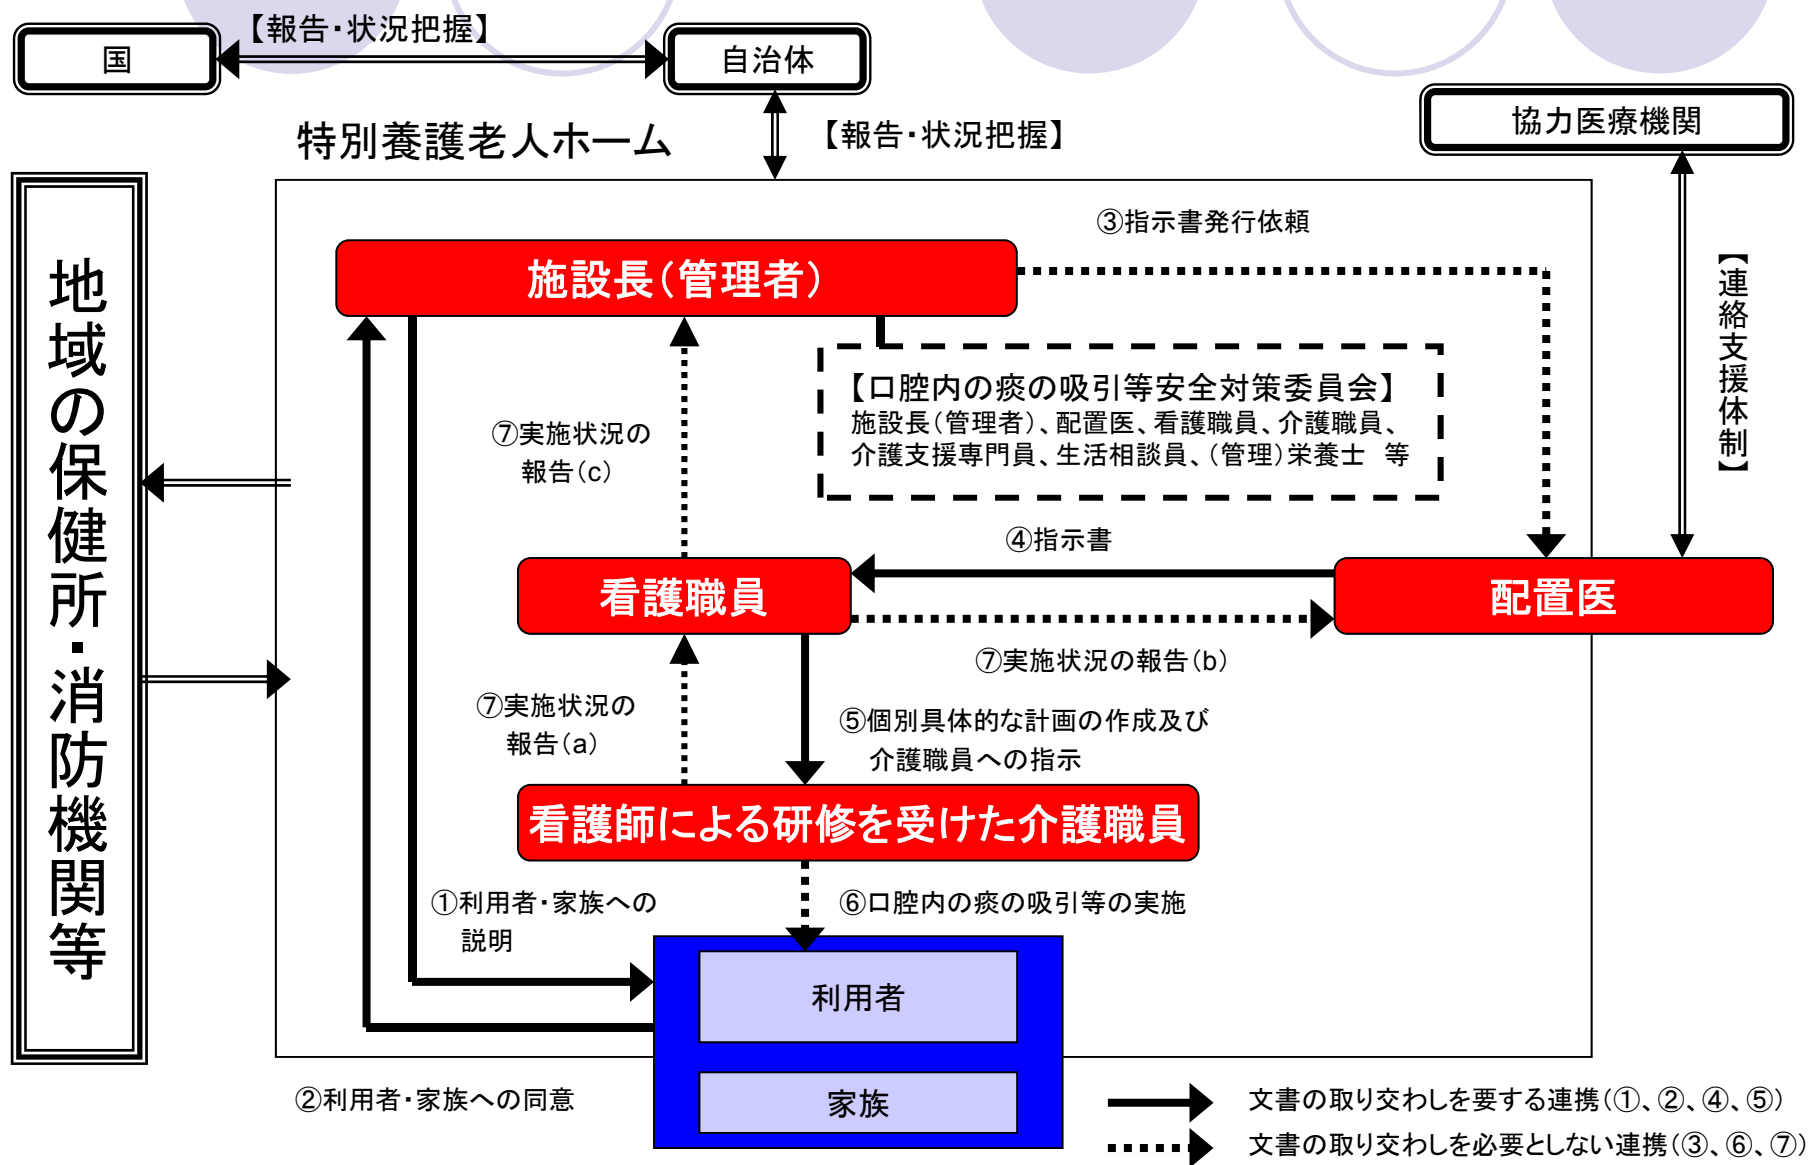 国
【報告・状況把握】
自治体
協力医療機関
特別養護老人ホーム
【報告・状況把握】
地域の保健所・消防機関等
③指示書発行依頼
施設長（管理者）
【連絡支援体制】
【口腔内の痰の吸引等安全対策委員会】
施設長（管理者）、配置医、看護職員、介護職員、
介護支援専門員、生活相談員、（管理）栄養士　等
⑦実施状況の
報告（c）
④指示書
看護職員
配置医
⑦実施状況の報告（b）
⑦実施状況の
報告（a）
⑤個別具体的な計画の作成及び
介護職員への指示
看護師による研修を受けた介護職員
①利用者・家族への
説明
⑥口腔内の痰の吸引等の実施
利用者
②利用者・家族への同意
家族
文書の取り交わしを要する連携（①、②、④、⑤）
文書の取り交わしを必要としない連携（③、⑥、⑦）